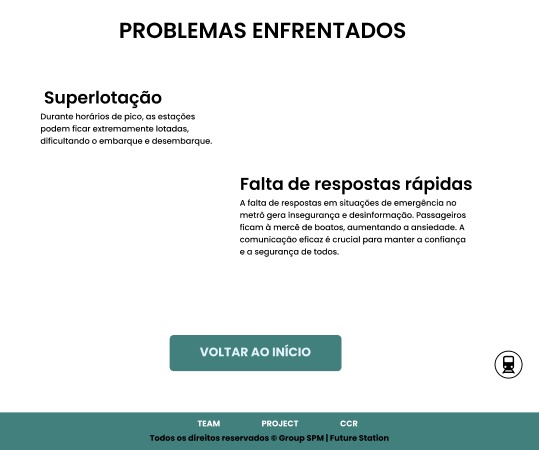 PROBLEMAS ENFRENTADOS
Superlotação
Durante horários de pico, as estações
podem ficar extremamente lotadas,
dificultando o embarque e desembarque.
Falta de respostas rápidas
A falta de respostas em situações de emergência no
metrô gera insegurança e desinformação. Passageiros
ficam à mercê de boatos, aumentando a ansiedade. A
comunicação eficaz é crucial para manter a confiança
e a segurança de todos.
VOLTAR AO INÍCIO
TEAM PROJECT CCR
Todos os direitos reservados © Group SPM | Future Station